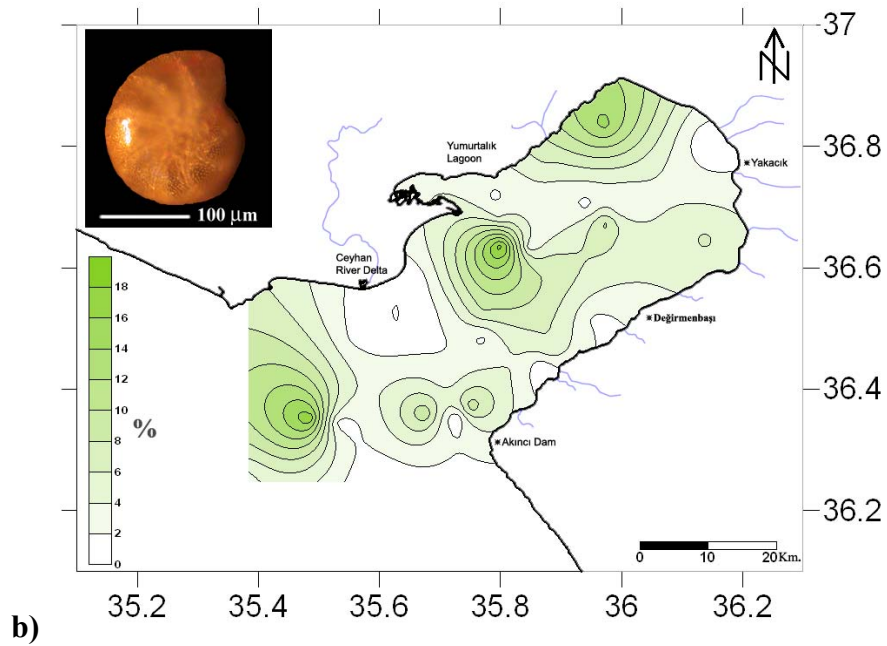 37
N
100 µm
Yumurtalık
Lagoon
Yakacık
36.8
Ceyhan
River Delta
36.6
Değirmenbaşı
18
16
14
12
10
8
6
4
2
0
%
36.4
Akıncı Dam
36.2
0 10 20 Km.
35.2 35.4 35.6 35.8 36 36.2
b)